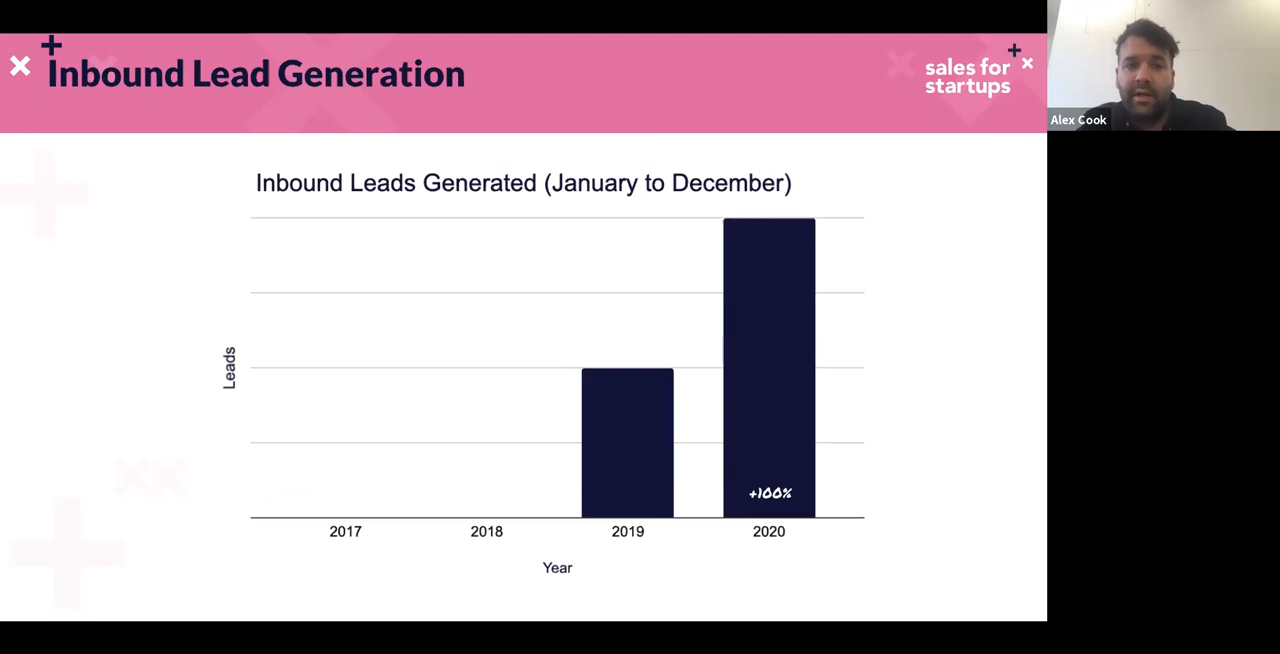 Inbound Lead Generation
sales for
startups
Alex Cook
Inbound Leads Generated (January to December)
Leads
+100%
2017 2018 2019 2020
Year